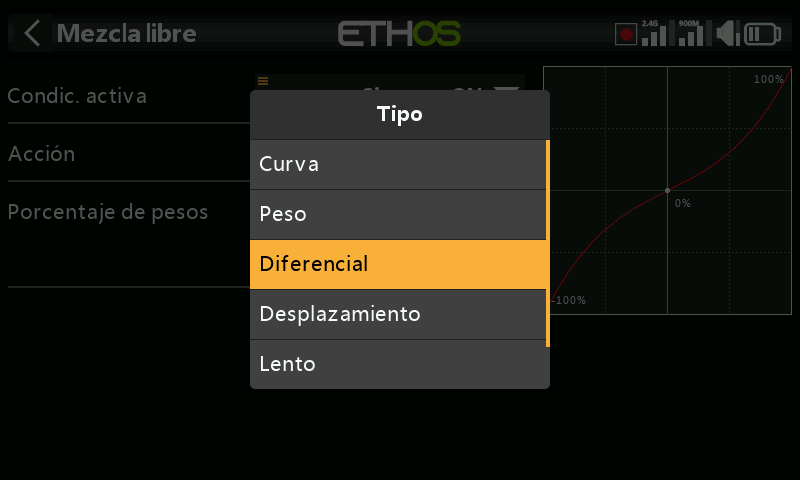 Mezcla libre
ETHOS
2.4G
900M
Condic. activa
Acción
Porcentaje de pesos
Tipo
Curva
Peso
Diferencial
Desplazamiento
Lento
100%
0%
-100%